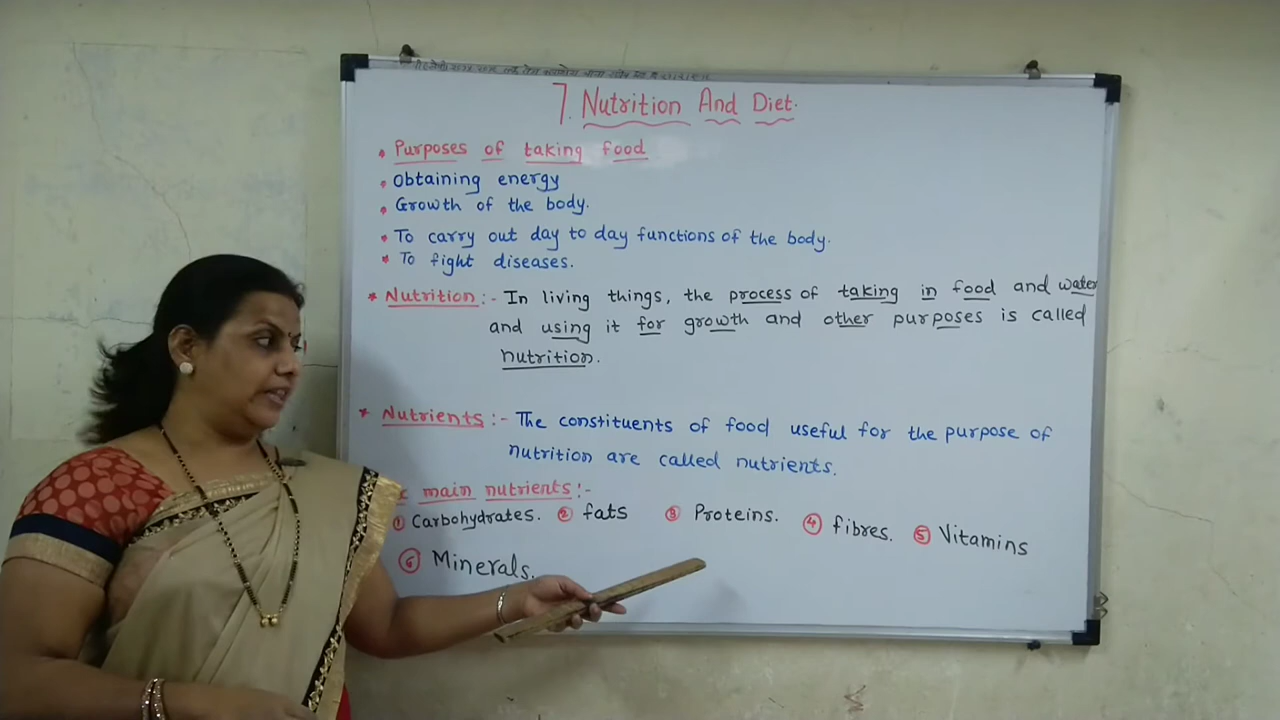 7. Nutrition And Diet.
* Purposes of taking food
* Obtaining energy
* Growth of the body.
* To carry out day to day functions of the body.
* To fight diseases.
* Nutrition :- In living things, the process of taking in food and water
and using it for growth and other purposes is called
nutrition.
* Nutrients :- The constituents of food useful for the purpose of
nutrition are called nutrients.
main nutrients :-
① Carbohydrates. ② fats ③ Proteins. ④ fibres. ⑤ Vitamins
⑥ Minerals.